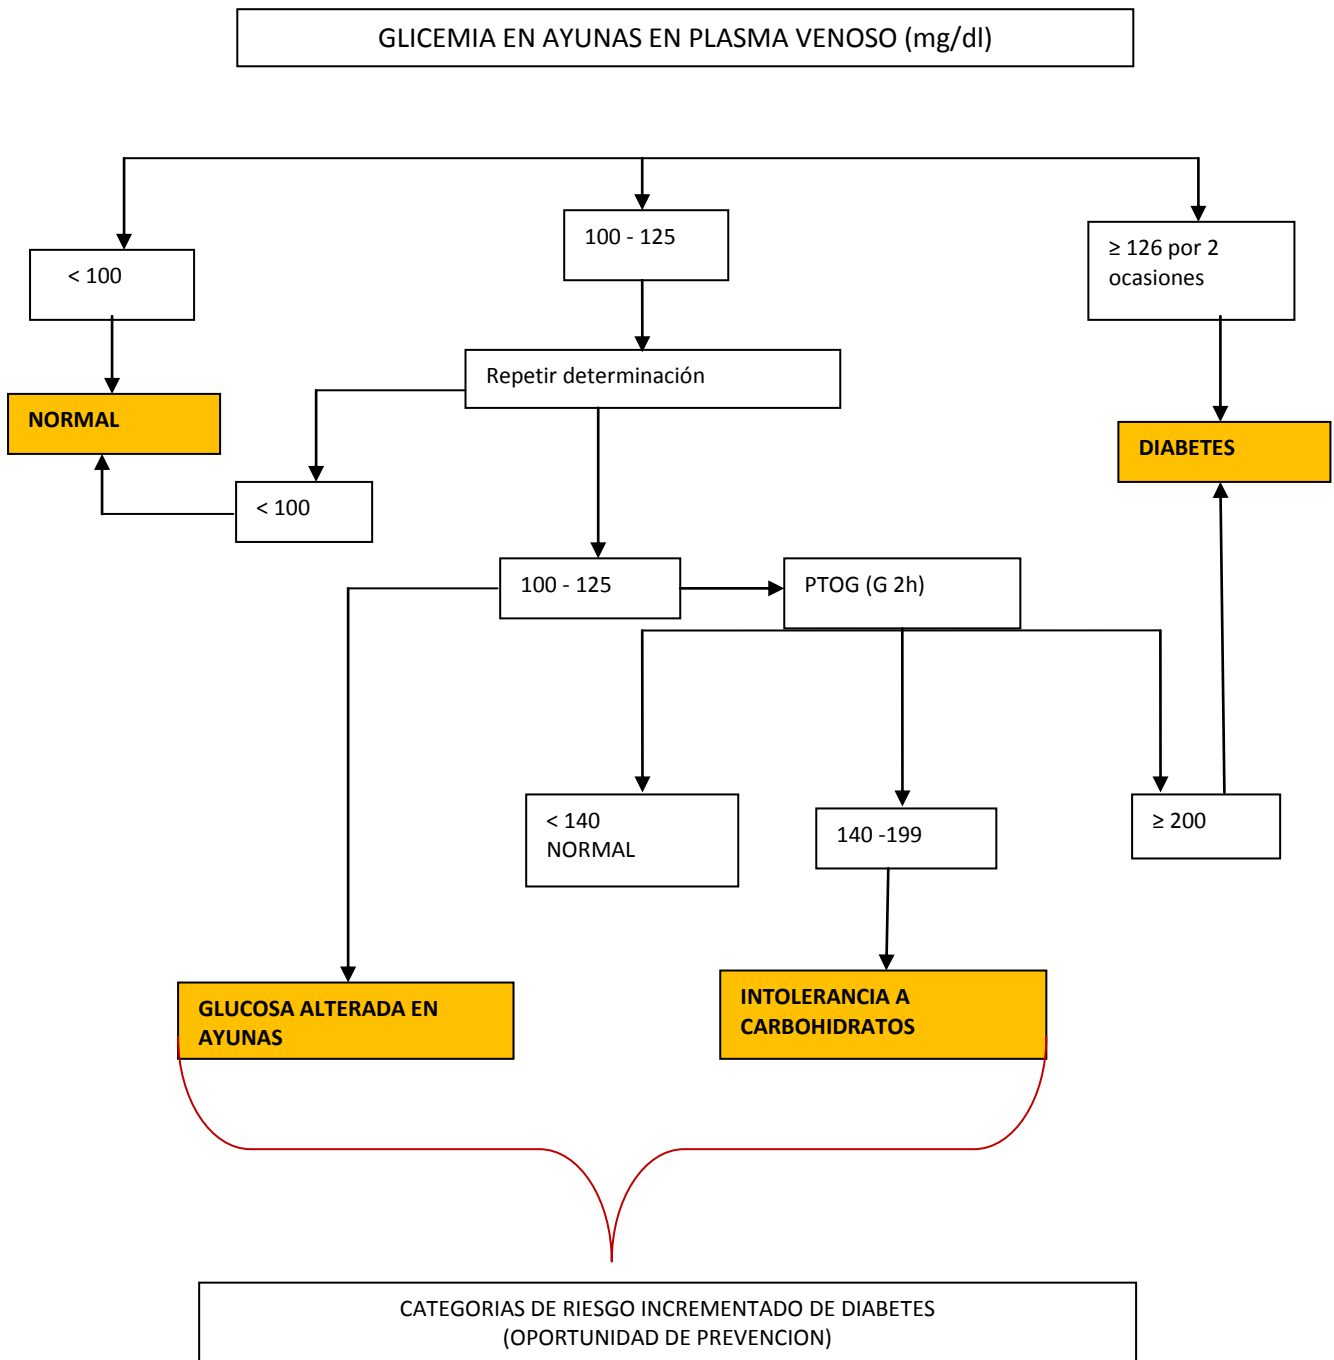 GLICEMIA EN AYUNAS EN PLASMA VENOSO (mg/dl)
< 100
100 - 125
≥ 126 por 2
ocasiones
Repetir determinación
NORMAL
DIABETES
< 100
100 - 125
PTOG (G 2h)
< 140
NORMAL
140 -199
≥ 200
GLUCOSA ALTERADA EN
AYUNAS
INTOLERANCIA A
CARBOHIDRATOS
CATEGORIAS DE RIESGO INCREMENTADO DE DIABETES
(OPORTUNIDAD DE PREVENCION)